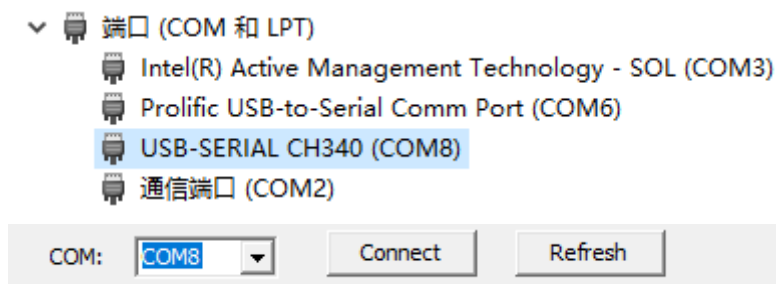 端口 (COM 和 LPT)
Intel(R) Active Management Technology - SOL (COM3)
Prolific USB-to-Serial Comm Port (COM6)
USB-SERIAL CH340 (COM8)
通信端口 (COM2)
COM: COM8 Connect Refresh